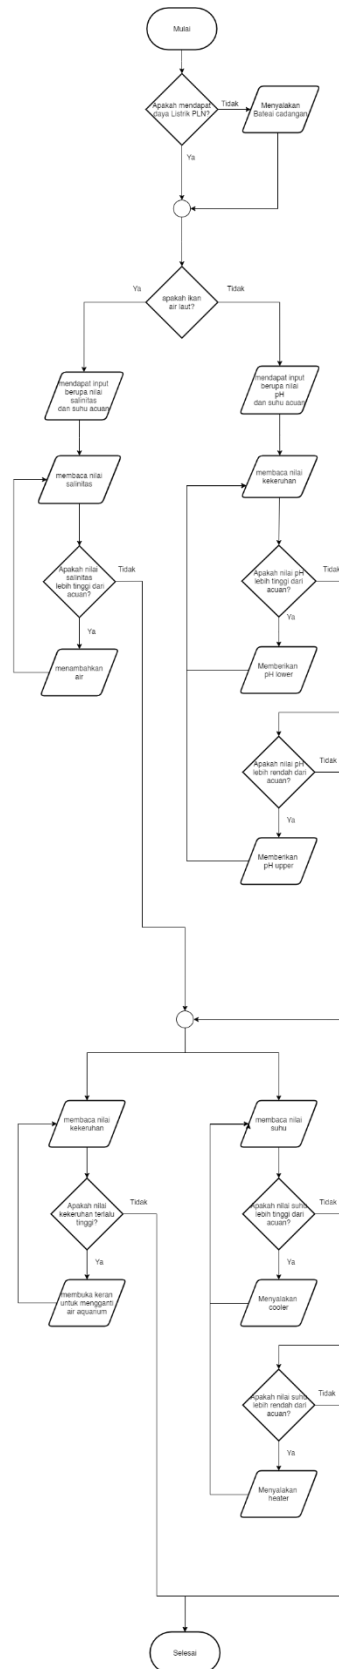 Mulai
Apakah mendapat
daya Listrik PLN?
Tidak
Menyalakan
Bateai cadangan
Ya
Ya
apakah ikan
air laut?
Tidak
mendapat input
berupa nilai
salinitas
dan suhu acuan
mendapat input
berupa nilai
pH
dan suhu acuan
membaca nilai
salinitas
membaca nilai
kekeruhan
Apakah nilai
salinitas
lebih tinggi dari
acuan?
Tidak
Apakah nilai pH
lebih tinggi dari
acuan?
Tidak
Ya
Ya
menambahkan
air
Memberikan
pH lower
Apakah nilai pH
lebih rendah dari
acuan?
Tidak
Ya
Memberikan
pH upper
membaca nilai
kekeruhan
membaca nilai
suhu
Apakah nilai
kekeruhan terlalu
tinggi?
Tidak
Apakah nilai suhu
lebih tinggi dari
acuan?
Tidak
Ya
Ya
membuka keran
untuk mengganti
air aquarium
Menyalakan
cooler
Apakah nilai suhu
lebih rendah dari
acuan?
Tidak
Ya
Menyalakan
heater
Selesai